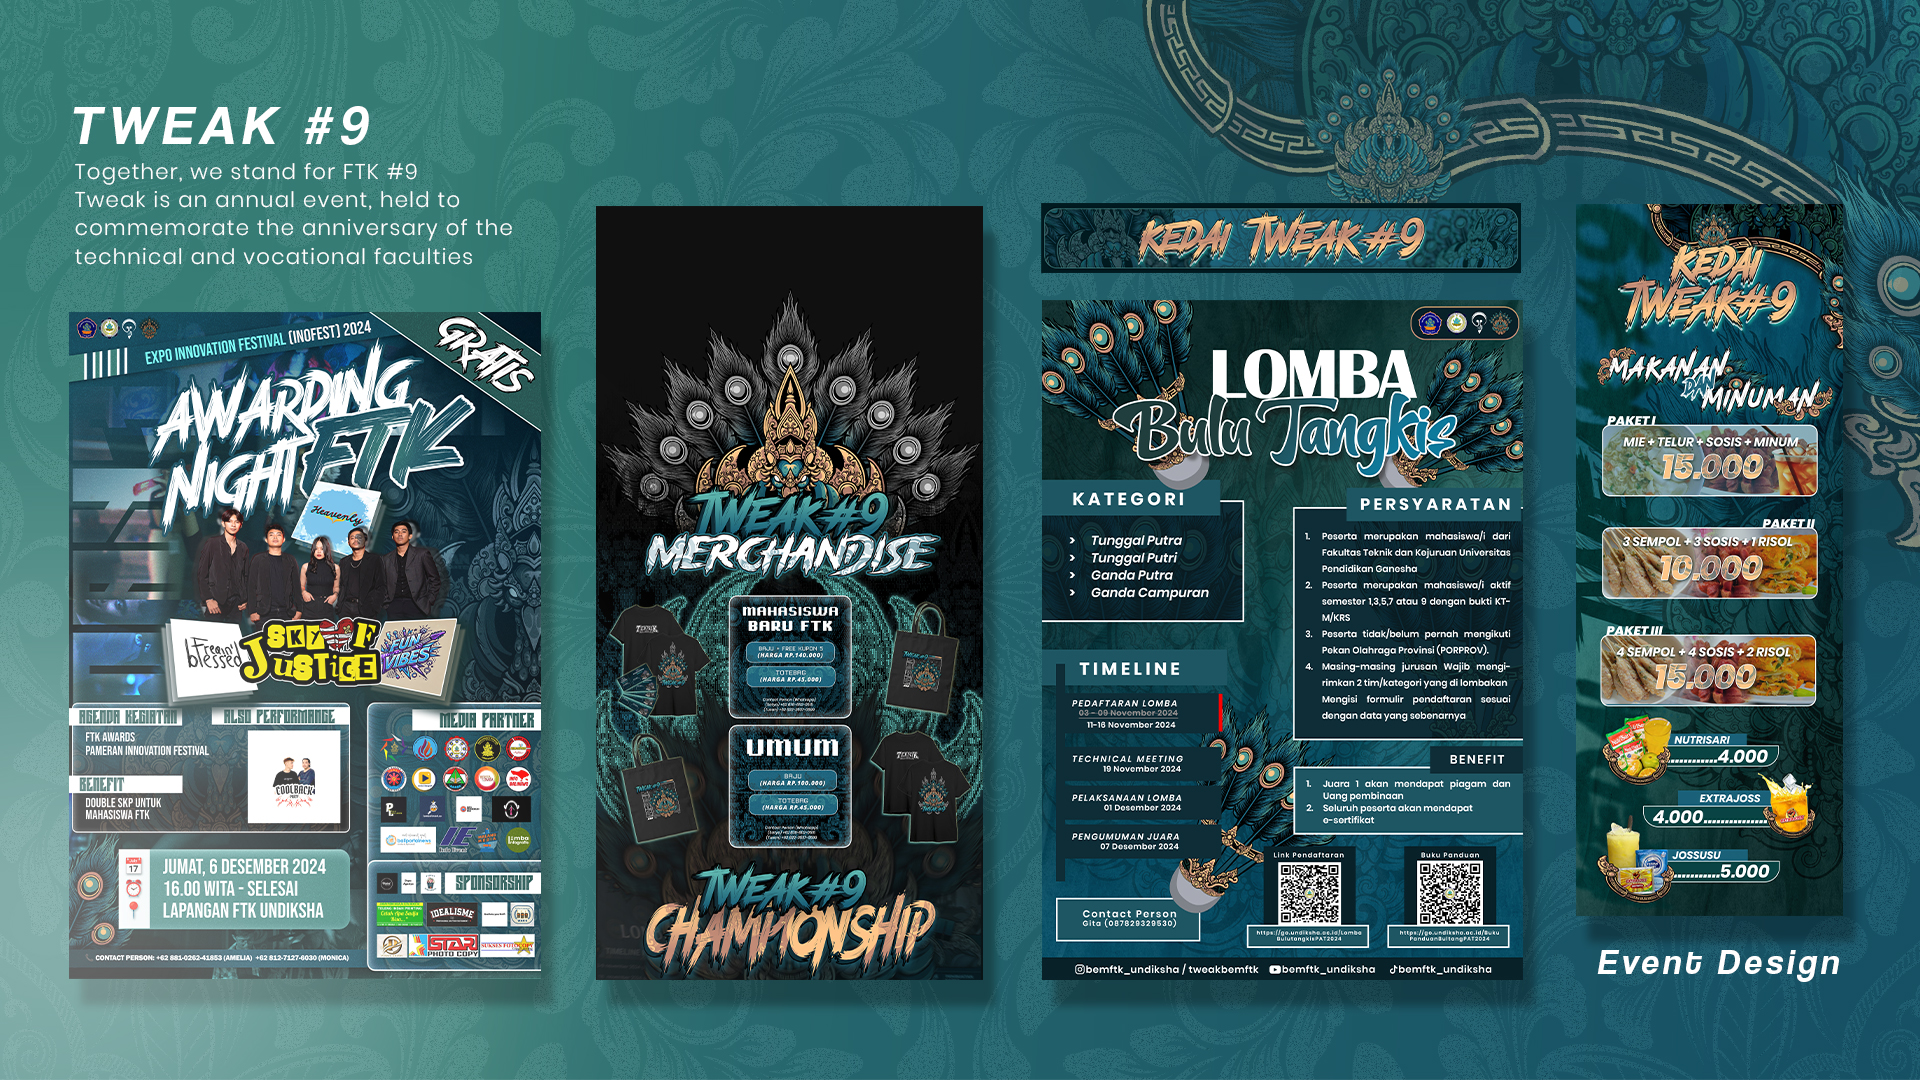 TWEAK #9
Together, we stand for FTK #9
Tweak is an annual event, held to
commemorate the anniversary of the
technical and vocational faculties
EXPO INNOVATION FESTIVAL (INOFEST) 2024
GRATIS
AWARDING
NIGHT FTK
Heavenly
I Freain'
blessed
SKY OF
JUSTICE
FUN
VIBES
AGENDA KEGIATAN
FTK AWARDS
PAMERAN INNOVATION FESTIVAL
BENEFIT
DOUBLE SKP UNTUK
MAHASISWA FTK
ALSO PERFORMANCE
COOLBACK
MEDIA PARTNER
SPONSORSHIP
IDEALISME
STAR
PHOTO COPY
SUKSES FOTOCOPY
17
JUMAT, 6 DESEMBER 2024
16.00 WITA - SELESAI
LAPANGAN FTK UNDIKSHA
CONTACT PERSON: +62 881-0262-41853 (AMELIA) +62 812-7127-6030 (MONICA)
TWEAK #9
MERCHANDISE
MAHASISWA
BARU FTK
BAJU + FREE KUPON 5
(HARGA RP.140.000)
TOTEBAG
(HARGA RP.45.000)
UMUM
BAJU
(HARGA RP.100.000)
TOTEBAG
(HARGA RP.45.000)
TWEAK #9
CHAMPIONSHIP
KEDAI TWEAK #9
LOMBA
Bulu Tangkis
KATEGORI
> Tunggal Putra
> Tunggal Putri
> Ganda Putra
> Ganda Campuran
TIMELINE
PEDAFTARAN LOMBA
03 - 09 November 2024
11-16 November 2024
TECHNICAL MEETING
19 November 2024
PELAKSANAAN LOMBA
01 Desember 2024
PENGUMUMAN JUARA
07 Desember 2024
Contact Person
Gita (087829329530)
PERSYARATAN
1. Peserta merupakan mahasiswa/i dari
Fakultas Teknik dan Kejuruan Universitas
Pendidikan Ganesha
2. Peserta merupakan mahasiswa/i aktif
semester 1,3,5,7 atau 9 dengan bukti KT-
M/KRS
3. Peserta tidak/belum pernah mengikuti
Pekan Olahraga Provinsi (PORPROV).
4. Masing-masing jurusan Wajib mengi-
rimkan 2 tim/kategori yang di lombakan
Mengisi formulir pendaftaran sesuai
dengan data yang sebenarnya
BENEFIT
1. Juara 1 akan mendapat piagam dan
Uang pembinaan
2. Seluruh peserta akan mendapat
e-sertifikat
Link Pendaftaran
https://go.undiksha.ac.id/Lomba
BulutangkisPAT2024
Buku Panduan
https://go.undiksha.ac.id/Buku
PanduanBultangPAT2024
bemftk_undiksha / tweakbemftk bemftk_undiksha bemftk_undiksha
KEDAI
TWEAK#9
MAKANAN
DAN
MINUMAN
PAKET I
MIE + TELUR + SOSIS + MINUM
15.000
PAKET II
3 SEMPOL + 3 SOSIS + 1 RISOL
10.000
PAKET III
4 SEMPOL + 4 SOSIS + 2 RISOL
15.000
NUTRISARI
............4.000
EXTRAJOSS
4.000...............
JOSSUSU
............5.000
Event Design